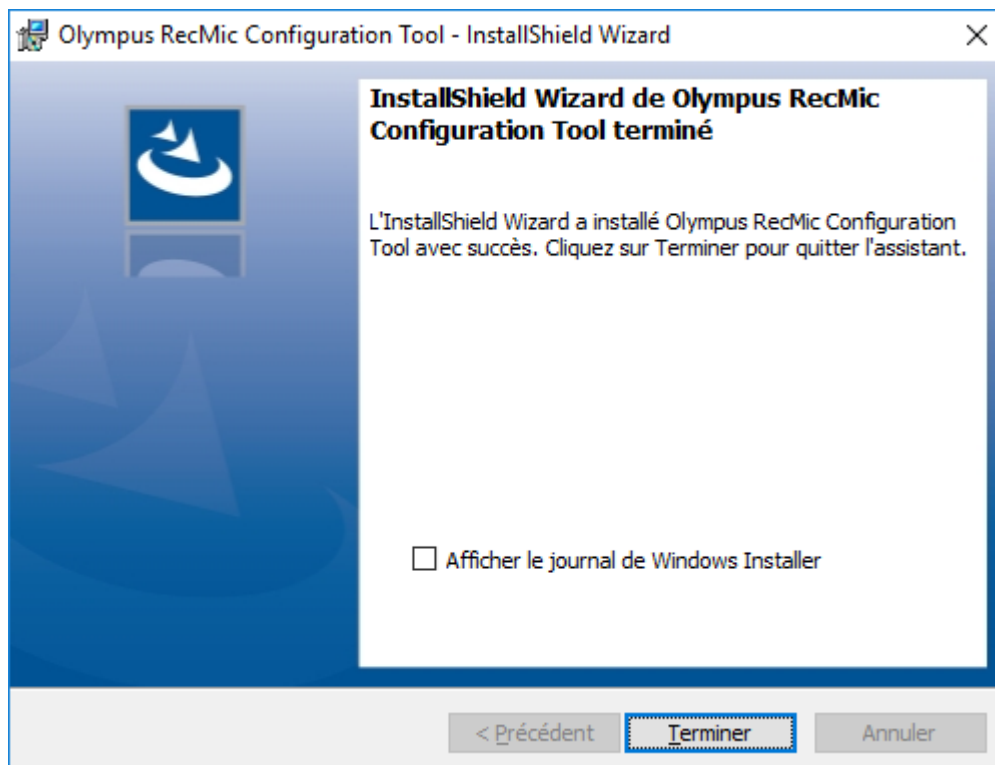 Olympus RecMic Configuration Tool - InstallShield Wizard
InstallShield Wizard de Olympus RecMic
Configuration Tool terminé
L'InstallShield Wizard a installé Olympus RecMic Configuration
Tool avec succès. Cliquez sur Terminer pour quitter l'assistant.
Afficher le journal de Windows Installer
< Précédent
Terminer
Annuler